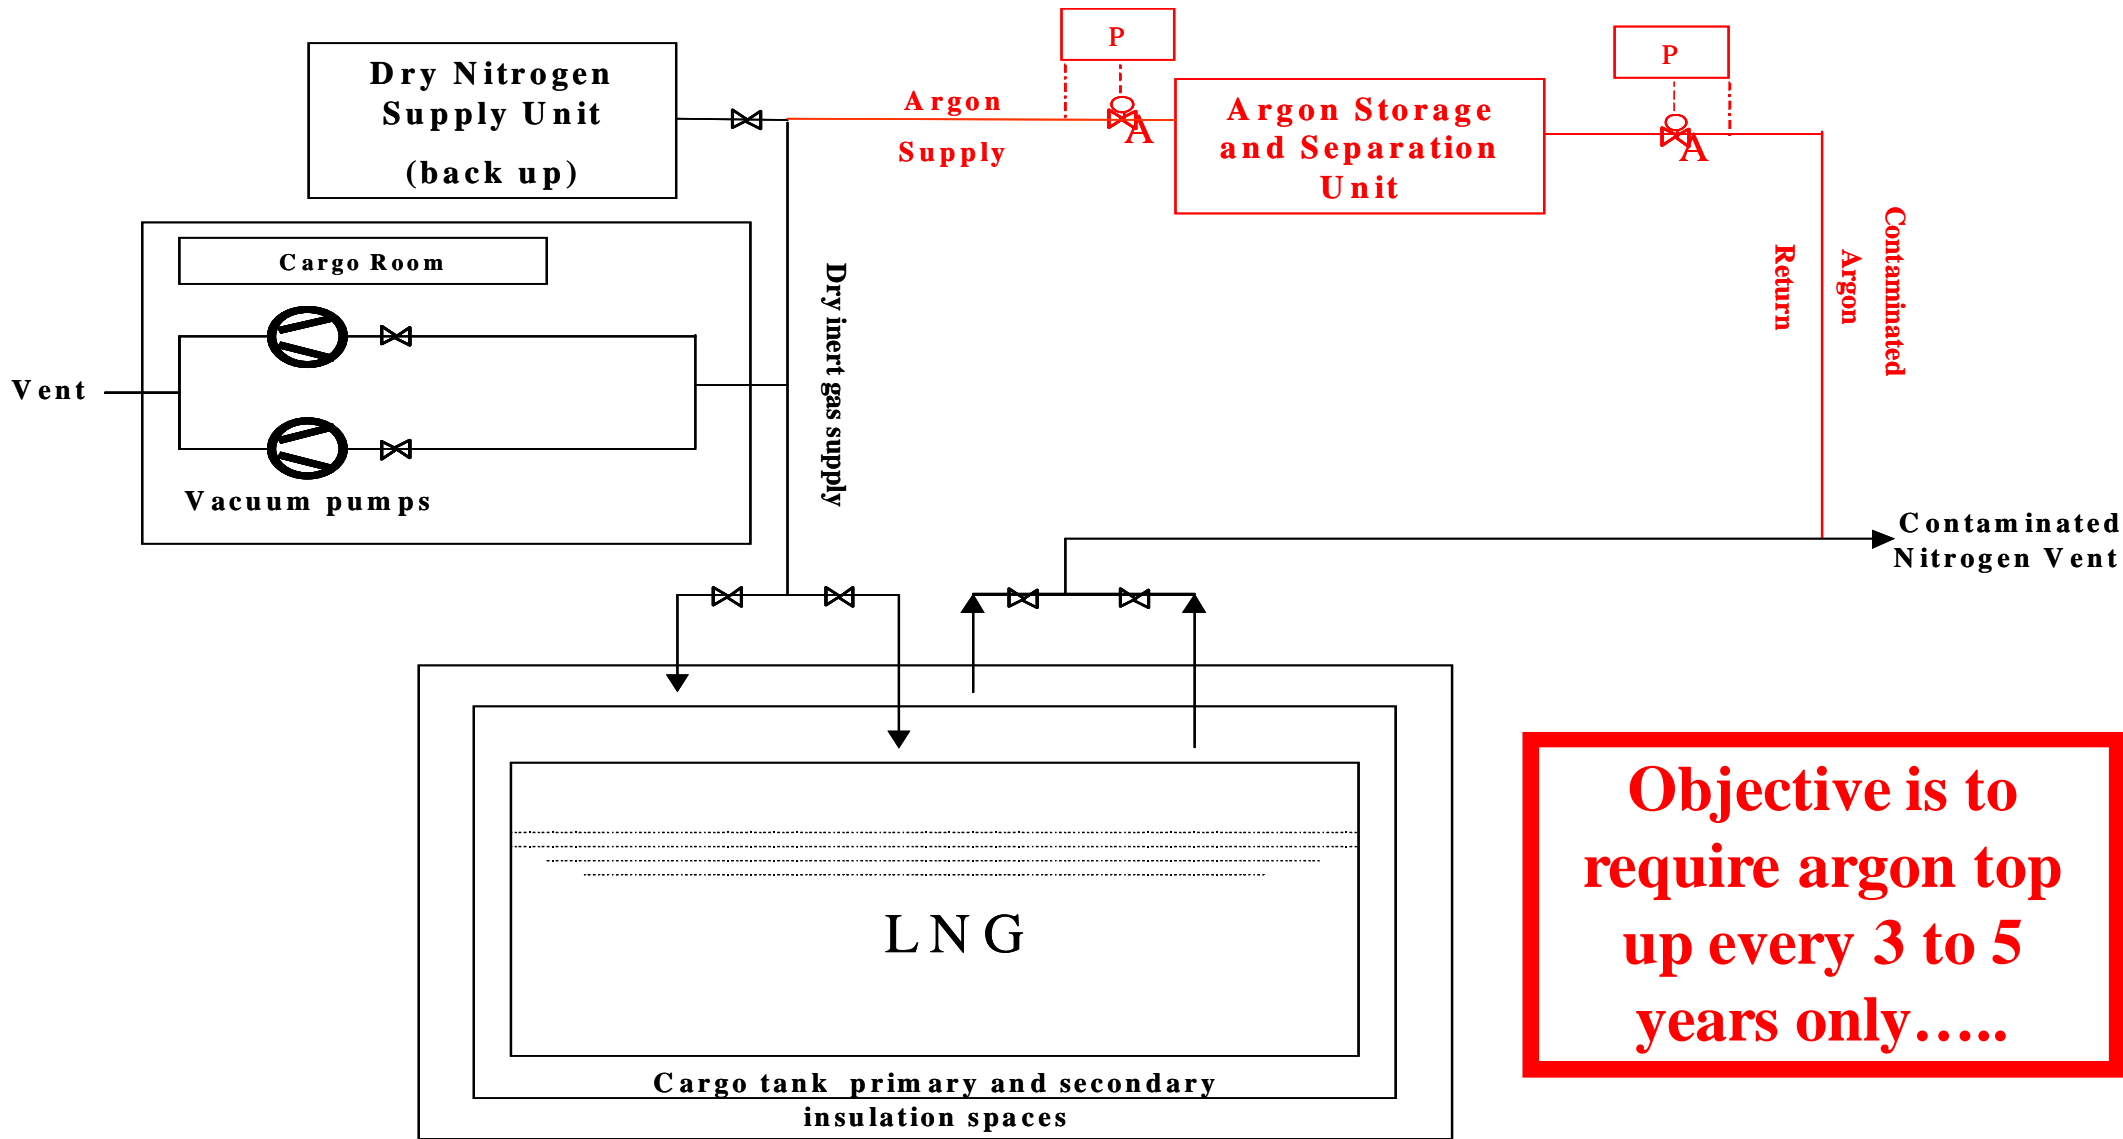 P
P
Dry Nitrogen
Supply Unit
(back up)
Argon
Supply
A
Argon Storage
and Separation
Unit
A
Cargo Room
Dry inert gas supply
Contaminated
Argon
Return
Vent
Vacuum pumps
Contaminated
Nitrogen Vent
LNG
Cargo tank primary and secondary
insulation spaces
Objective is to
require argon top
up every 3 to 5
years only.....